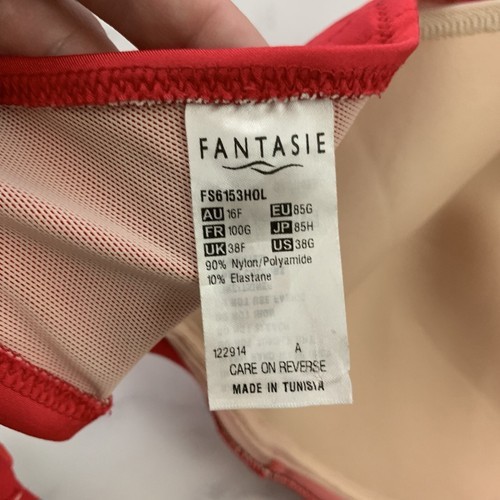 FANTASIE
FS6153HOL
AU 16F EU 85G
FR 100G JP 85H
UK 38F US 38G
90% Nylon/Polyamide
10% Elastane
122914 A
CARE ON REVERSE
MADE IN TUNISIA